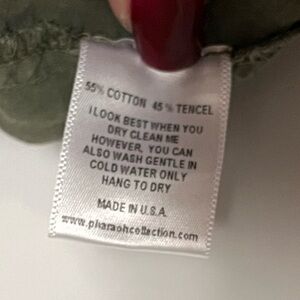 55% COTTON 45% TENCEL
I LOOK BEST WHEN YOU
DRY CLEAN ME
HOWEVER, YOU CAN
ALSO WASH GENTLE IN
COLD WATER ONLY
HANG TO DRY
MADE IN U.S.A.
www.pharaohcollection.com